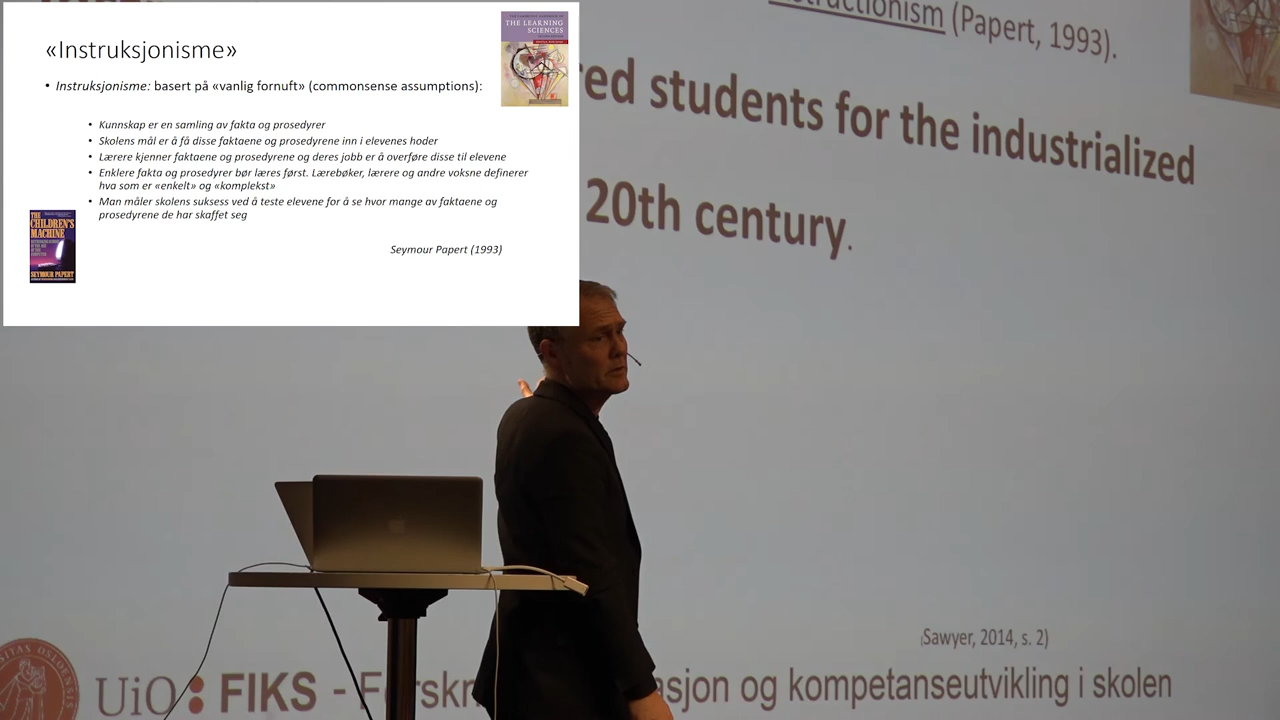 «Instruksjonisme»
THE LEARNING
SCIENCES
• Instruksjonisme: basert på «vanlig fornuft» (commonsense assumptions):
• Kunnskap er en samling av fakta og prosedyrer
• Skolens mål er å få disse faktaene og prosedyrene inn i elevenes hoder
• Lærere kjenner faktaene og prosedyrene og deres jobb er å overføre disse til elevene
• Enklere fakta og prosedyrer bør læres først. Lærebøker, lærere og andre voksne definerer
hva som er «enkelt» og «komplekst»
• Man måler skolens suksess ved å teste elevene for å se hvor mange av faktaene og
prosedyrene de har skaffet seg
Seymour Papert (1993)
THE
CHILDREN'S
MACHINE
SEYMOUR PAPERT
structionism (Papert, 1993).
red students for the industrialized
20th century.
(Sawyer, 2014, s. 2)
UiO : FIKS - Forskn asjon og kompetanseutvikling i skolen